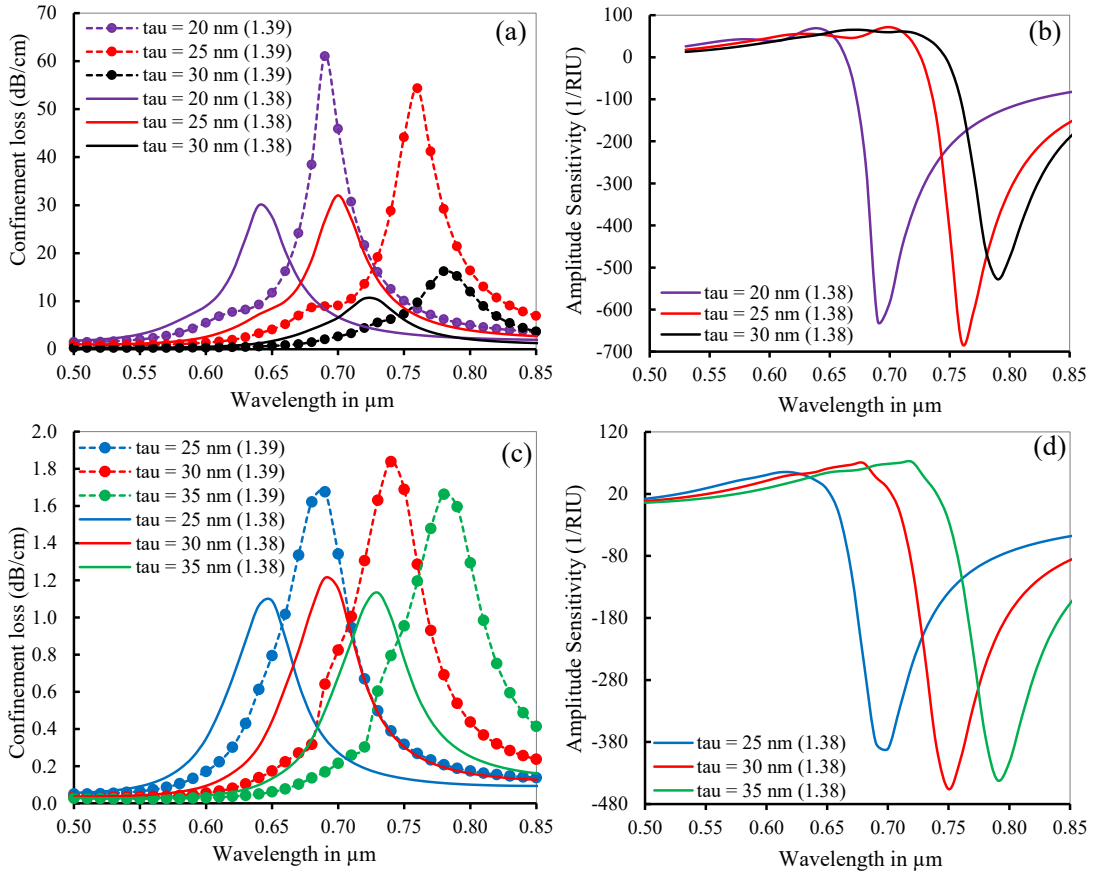 (a)
tau = 20 nm (1.39)
tau = 25 nm (1.39)
tau = 30 nm (1.39)
tau = 20 nm (1.38)
tau = 25 nm (1.38)
tau = 30 nm (1.38)
Confinement loss (dB/cm)
70
60
50
40
30
20
10
0
0.50 0.55 0.60 0.65 0.70 0.75 0.80 0.85
Wavelength in µm
(b)
Amplitude Sensitivity (1/RIU)
100
0
-100
-200
-300
-400
-500
-600
-700
tau = 20 nm (1.38)
tau = 25 nm (1.38)
tau = 30 nm (1.38)
0.50 0.55 0.60 0.65 0.70 0.75 0.80 0.85
Wavelength in µm
(c)
tau = 25 nm (1.39)
tau = 30 nm (1.39)
tau = 35 nm (1.39)
tau = 25 nm (1.38)
tau = 30 nm (1.38)
tau = 35 nm (1.38)
Confinement loss (dB/cm)
2.0
1.8
1.6
1.4
1.2
1.0
0.8
0.6
0.4
0.2
0.0
0.50 0.55 0.60 0.65 0.70 0.75 0.80 0.85
Wavelength in µm
(d)
Amplitude Sensitivity (1/RIU)
120
20
-80
-180
-280
-380
-480
tau = 25 nm (1.38)
tau = 30 nm (1.38)
tau = 35 nm (1.38)
0.50 0.55 0.60 0.65 0.70 0.75 0.80 0.85
Wavelength in µm